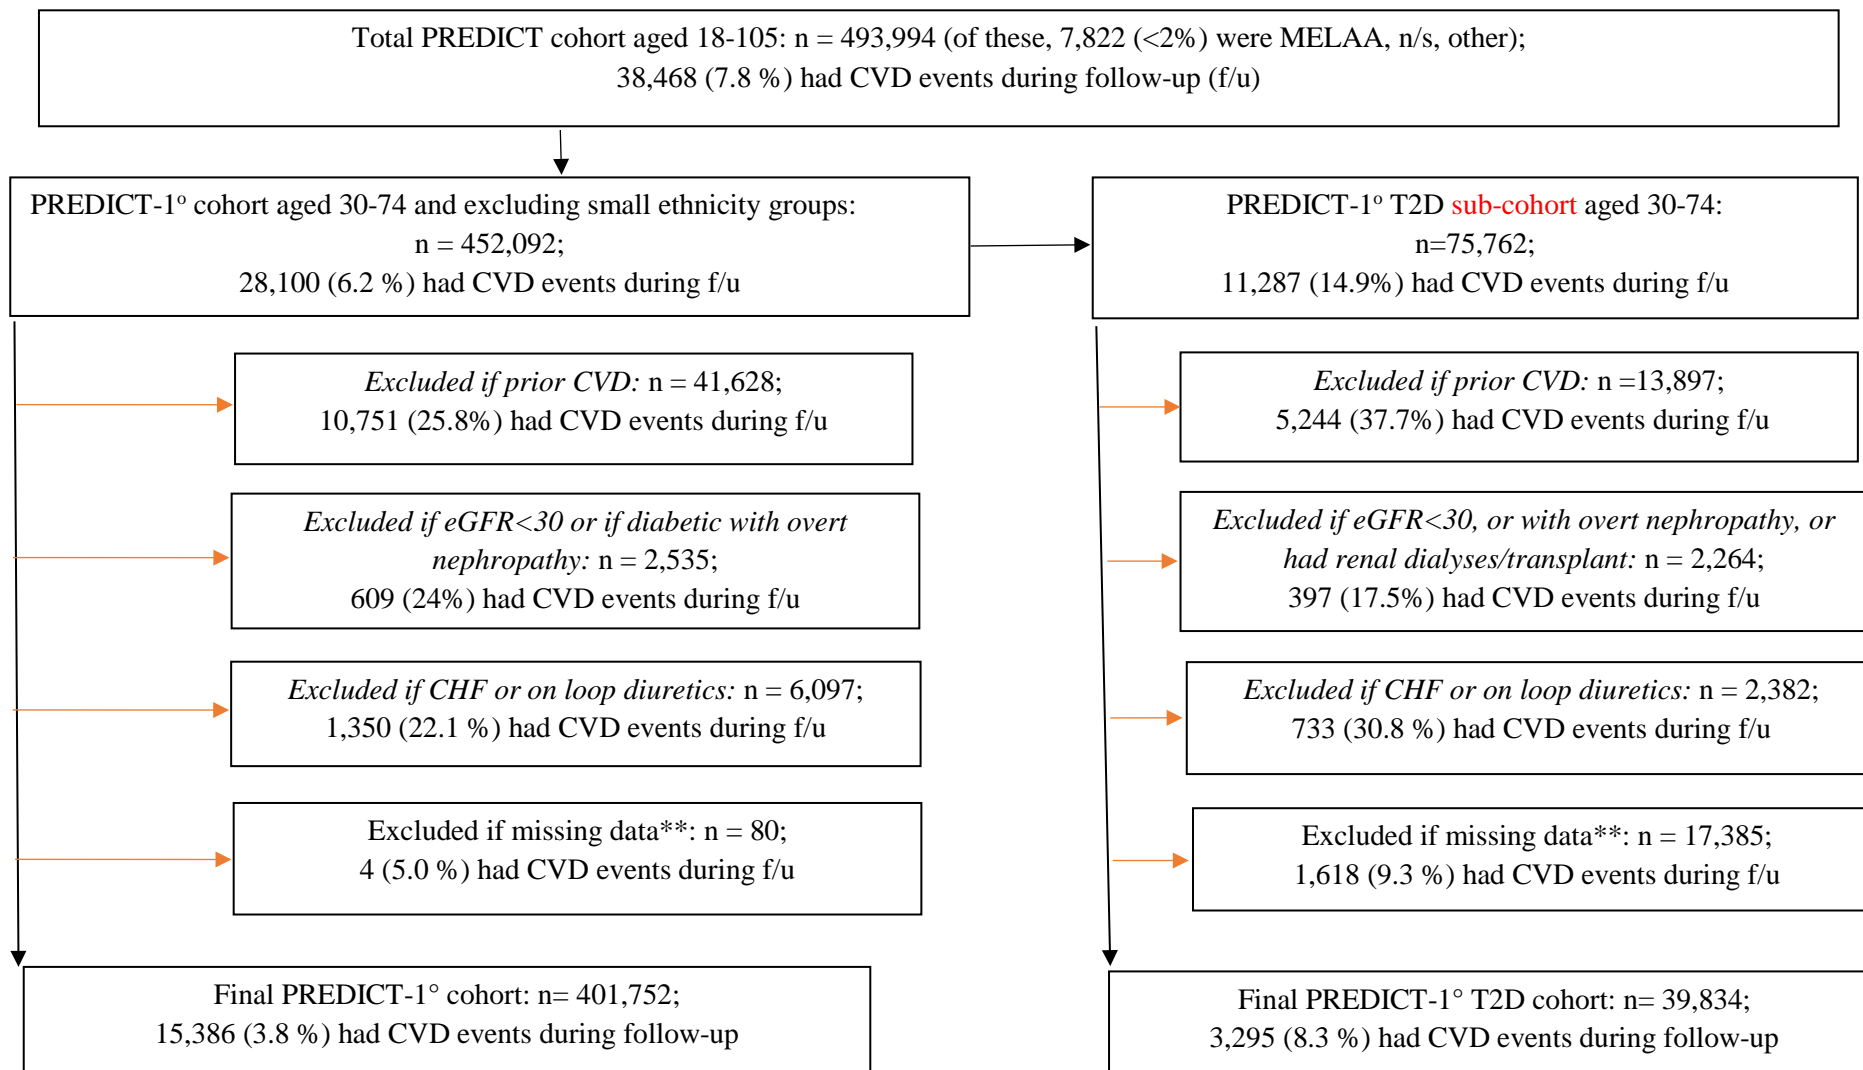 Total PREDICT cohort aged 18-105: n = 493,994 (of these, 7,822 (<2%) were MELAA, n/s, other);
38,468 (7.8 %) had CVD events during follow-up (f/u)
PREDICT-1º cohort aged 30-74 and excluding small ethnicity groups:
n = 452,092;
28,100 (6.2 %) had CVD events during f/u
PREDICT-1º T2D sub-cohort aged 30-74:
n=75,762;
11,287 (14.9%) had CVD events during f/u
Excluded if prior CVD: n = 41,628;
10,751 (25.8%) had CVD events during f/u
Excluded if prior CVD: n =13,897;
5,244 (37.7%) had CVD events during f/u
Excluded if eGFR<30 or if diabetic with overt
nephropathy: n = 2,535;
609 (24%) had CVD events during f/u
Excluded if eGFR<30, or with overt nephropathy, or
had renal dialyses/transplant: n = 2,264;
397 (17.5%) had CVD events during f/u
Excluded if CHF or on loop diuretics: n = 6,097;
1,350 (22.1 %) had CVD events during f/u
Excluded if CHF or on loop diuretics: n = 2,382;
733 (30.8 %) had CVD events during f/u
Excluded if missing data**: n = 80;
4 (5.0 %) had CVD events during f/u
Excluded if missing data**: n = 17,385;
1,618 (9.3 %) had CVD events during f/u
Final PREDICT-1° cohort: n= 401,752;
15,386 (3.8 %) had CVD events during follow-up
Final PREDICT-1° T2D cohort: n= 39,834;
3,295 (8.3 %) had CVD events during follow-up